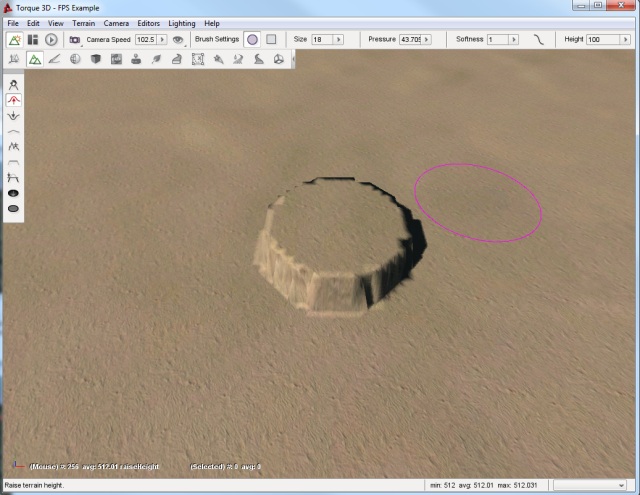 Torque 3D - FPS Example
File Edit View Terrain Camera Editors Lighting Help
Camera Speed 102.5 Brush Settings Size 18 Pressure 43.705 Softness 1 Height 100
(Mouse) #: 256 avg: 512.01 raiseHeight (Selected) #: 0 avg: 0
Raise terrain height. min: 512 avg: 512.01 max: 512.031